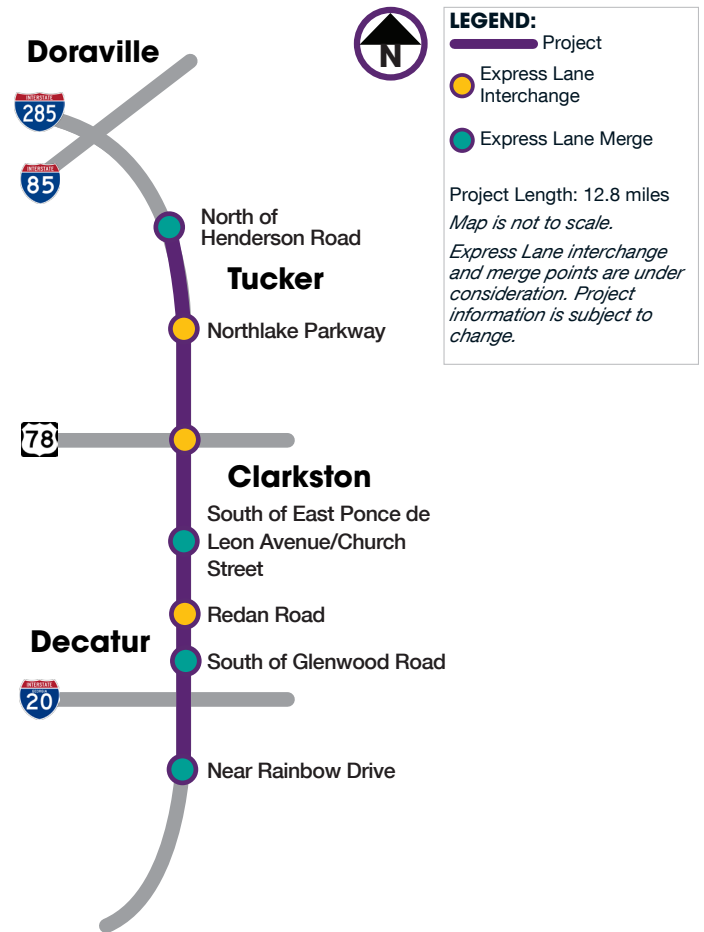 Doraville
INTERSTATE
285
INTERSTATE
85
N
LEGEND:
Project
Express Lane
Interchange
Express Lane Merge
Project Length: 12.8 miles
Map is not to scale.
Express Lane interchange
and merge points are under
consideration. Project
information is subject to
change.
North of
Henderson Road
Tucker
Northlake Parkway
78
Clarkston
South of East Ponce de
Leon Avenue/Church
Street
Redan Road
Decatur
South of Glenwood Road
INTERSTATE
GEORGIA
20
Near Rainbow Drive